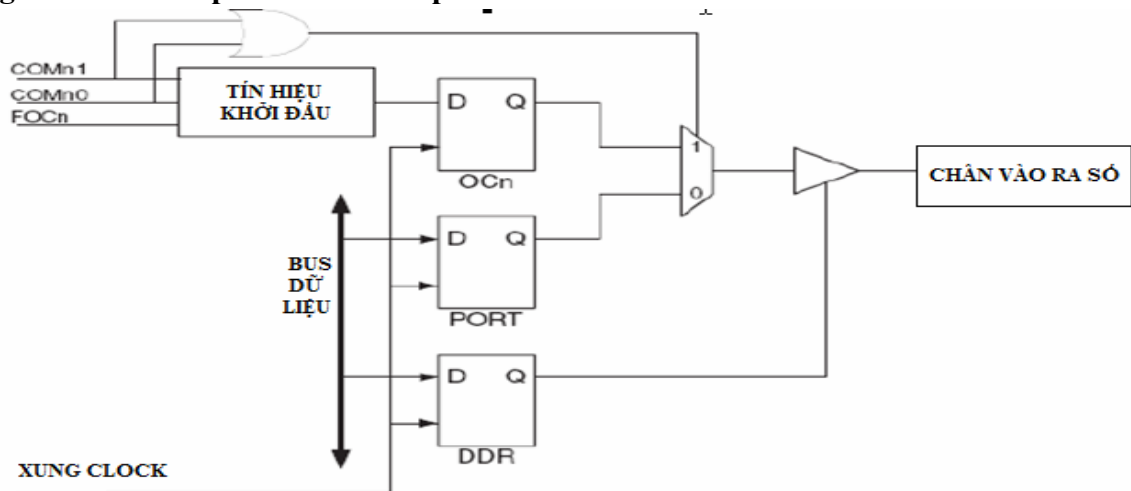 COMn1
COMn0
FOCn
TÍN HIỆU
KHỞI ĐẦU
D Q
OCn
1
0
CHÂN VÀO RA SỐ
BUS
DỮ
LIỆU
D Q
PORT
D Q
DDR
XUNG CLOCK